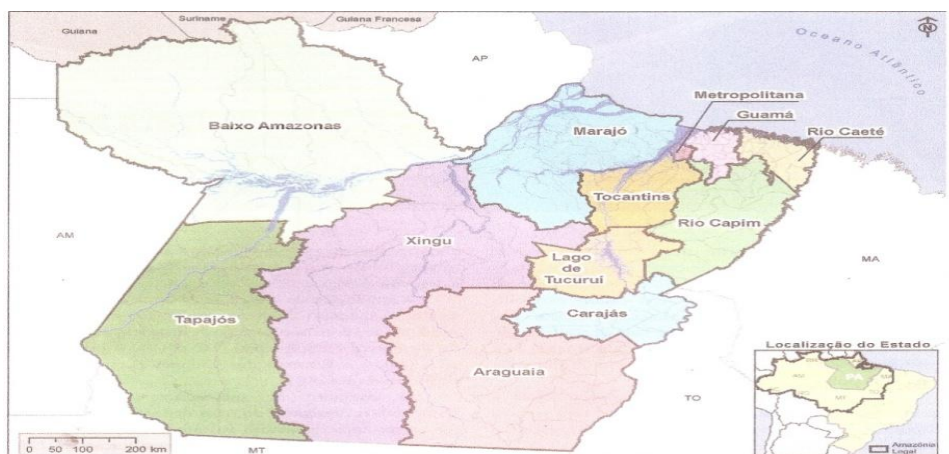 Suriname
Guiana Francesa
Guiana
N
Oceano Atlântico
AP
Metropolitana
Guamá
Baixo Amazonas
Marajó
Rio Caeté
Tocantins
Rio Capim
AM
Xingu
MA
Lago
de
Tucuruí
Tapajós
Carajás
Localização do Estado
Araguaia
PA
TO
MT
0 50 100 200 km
Amazônia
Legal